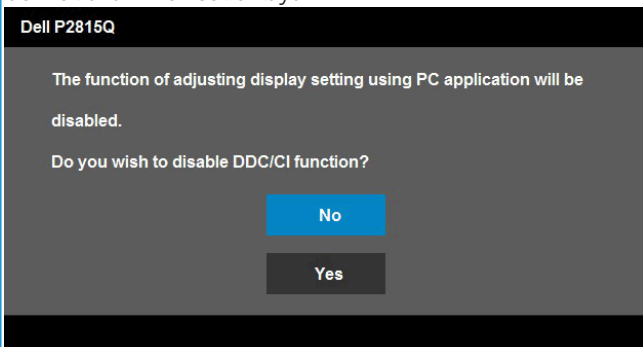 Dell P2815Q
The function of adjusting display setting using PC application will be
disabled.
Do you wish to disable DDC/CI function?
No
Yes